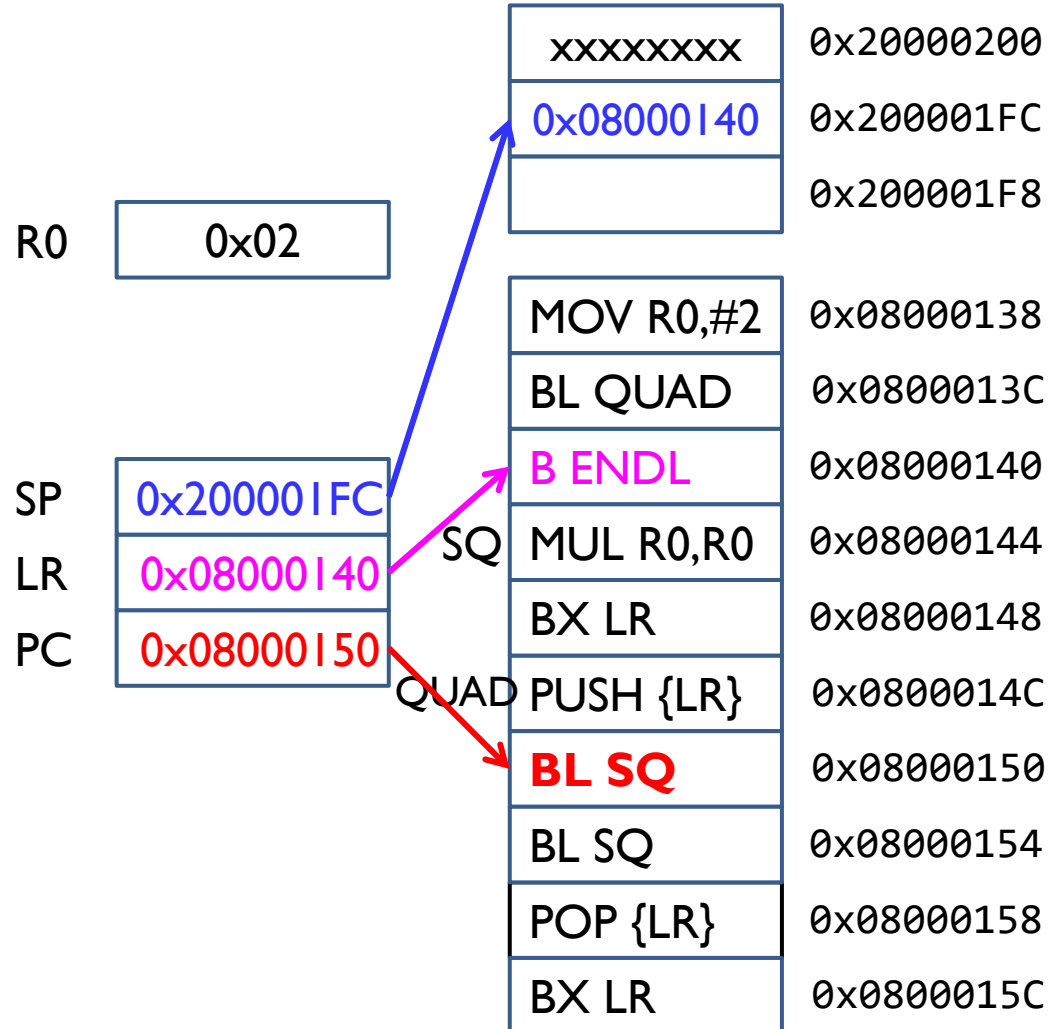 xxxxxxxx 0x20000200
0x08000140 0x200001FC
0x200001F8
R0 0x02
MOV R0,#2 0x08000138
BL QUAD 0x0800013C
SP 0x200001FC B ENDL 0x08000140
LR 0x08000140 SQ MUL R0,R0 0x08000144
PC 0x08000150 BX LR 0x08000148
QUAD PUSH {LR} 0x0800014C
BL SQ 0x08000150
BL SQ 0x08000154
POP {LR} 0x08000158
BX LR 0x0800015C